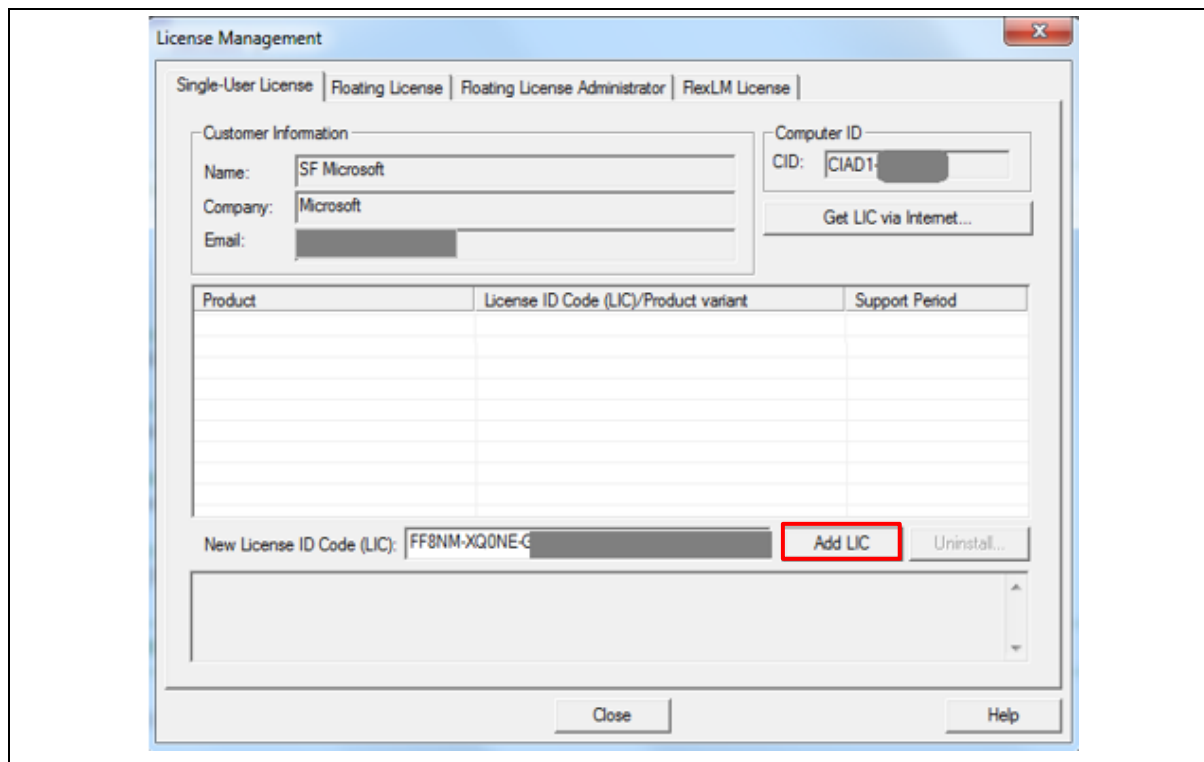 License Management
Single-User License Floating License Floating License Administrator FlexLM License
Customer Information
Name: SF Microsoft
Company: Microsoft
Email:
Computer ID
CID: CIAD1-
Get LIC via Internet...
Product License ID Code (LIC)/Product variant Support Period
New License ID Code (LIC): FF8NM-XQ0NE-G Add LIC Uninstall...
Close Help